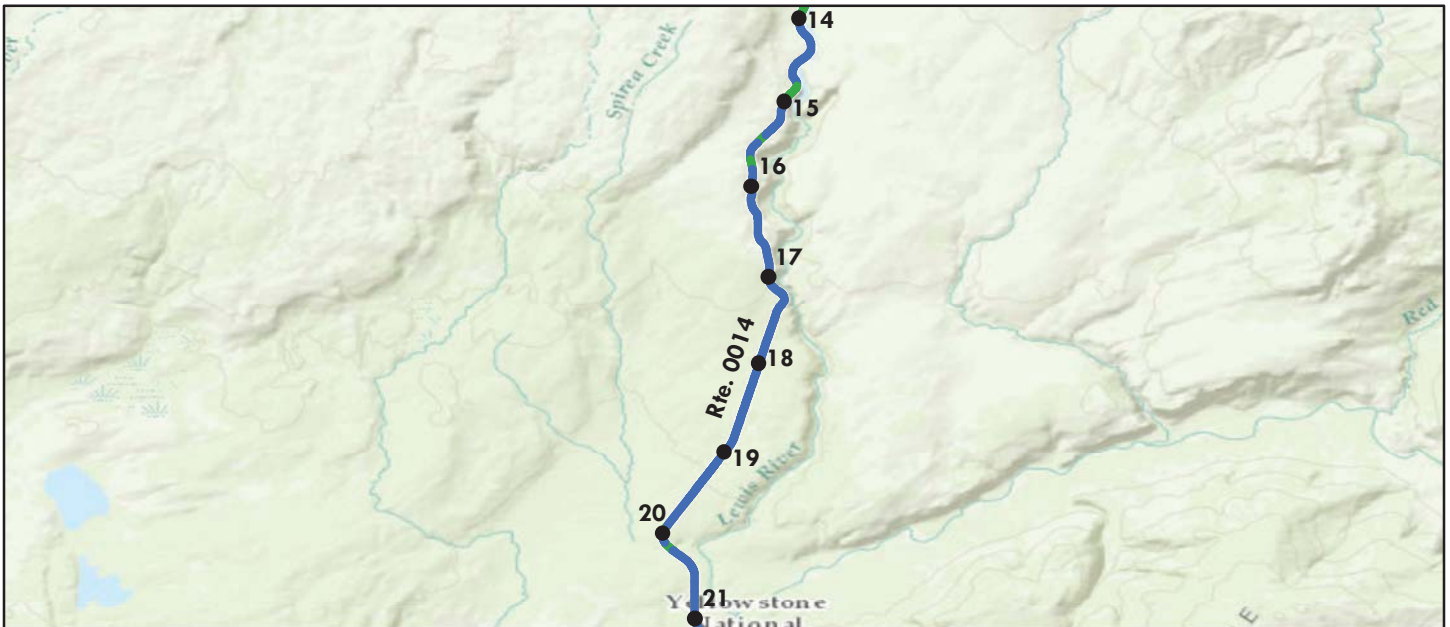 14
Spirea Creek
15
16
17
Rte. 0014
18
Red
19
Lewis River
20
21
Yellowstone
National
E